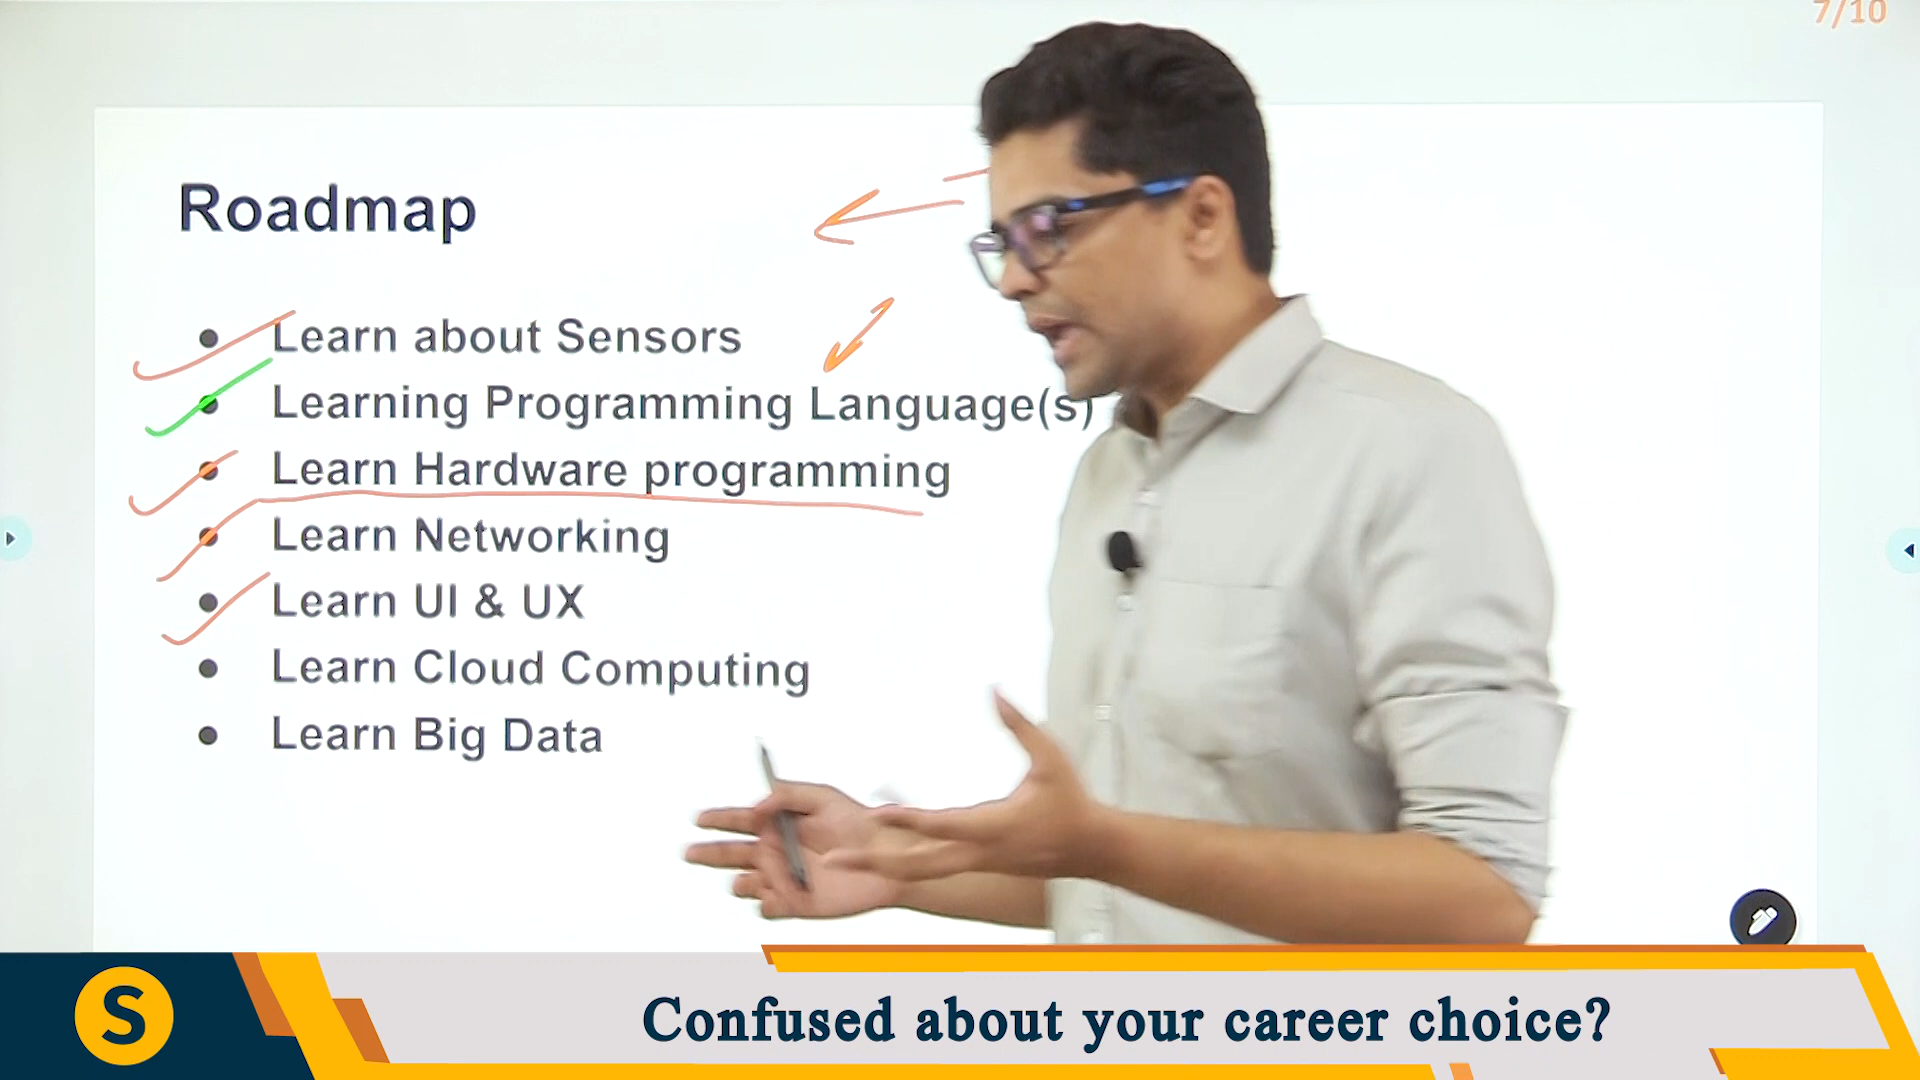 7/10
Roadmap
Learn about Sensors
Learning Programming Language(s)
Learn Hardware programming
Learn Networking
Learn UI & UX
Learn Cloud Computing
Learn Big Data
S
Confused about your career choice?